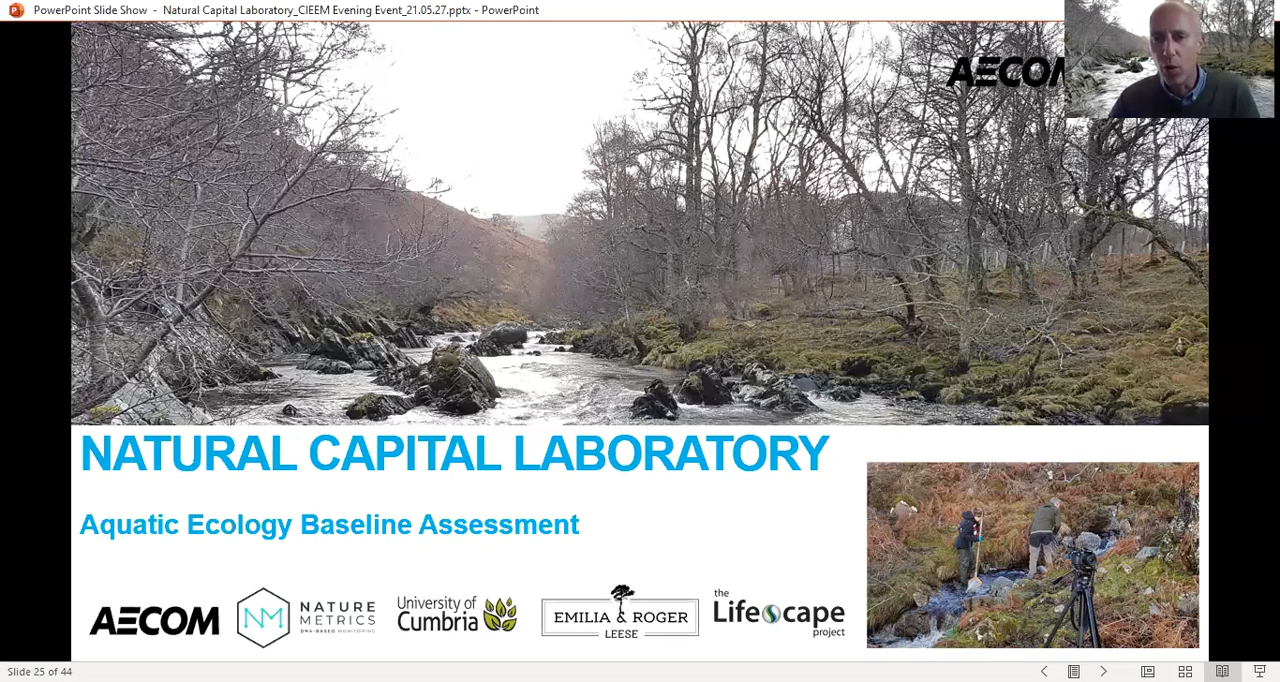 PowerPoint Slide Show - Natural Capital Laboratory_CIEEM Evening Event_21.05.27.pptx - PowerPoint
AECOM
NATURAL CAPITAL LABORATORY
Aquatic Ecology Baseline Assessment
AECOM
NM NATURE
METRICS
DNA-BASED MONITORING
University of
Cumbria
EMILIA & ROGER
LEESE
the
Lifescape
project
Slide 25 of 44